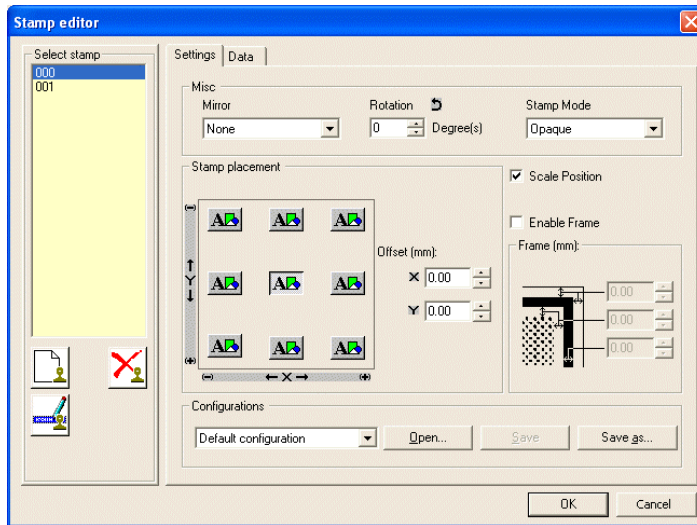 Stamp editor
Select stamp
000
001
Settings
Data
Misc
Mirror
None
Rotation
0
Degree(s)
Stamp Mode
Opaque
Stamp placement
(-)
Y
(+)
(-)
X
(+)
A
A
A
A
A
A
A
A
A
Offset (mm):
X
0.00
Y
0.00
Scale Position
Enable Frame
Frame (mm):
0.00
0.00
0.00
Configurations
Default configuration
Open...
Save
Save as...
OK
Cancel